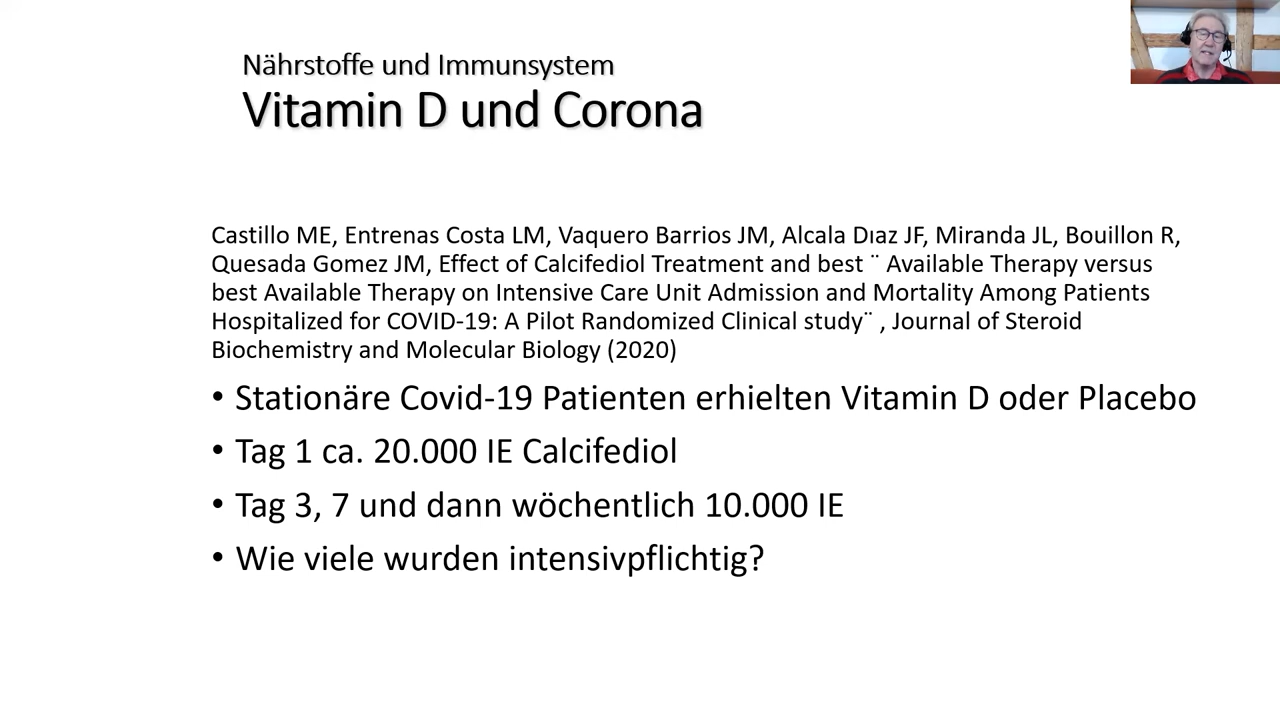 Nährstoffe und Immunsystem
Vitamin D und Corona
Castillo ME, Entrenas Costa LM, Vaquero Barrios JM, Alcala Dıaz JF, Miranda JL, Bouillon R,
Quesada Gomez JM, Effect of Calcifediol Treatment and best ¨ Available Therapy versus
best Available Therapy on Intensive Care Unit Admission and Mortality Among Patients
Hospitalized for COVID-19: A Pilot Randomized Clinical study¨ , Journal of Steroid
Biochemistry and Molecular Biology (2020)
• Stationäre Covid-19 Patienten erhielten Vitamin D oder Placebo
• Tag 1 ca. 20.000 IE Calcifediol
• Tag 3, 7 und dann wöchentlich 10.000 IE
• Wie viele wurden intensivpflichtig?